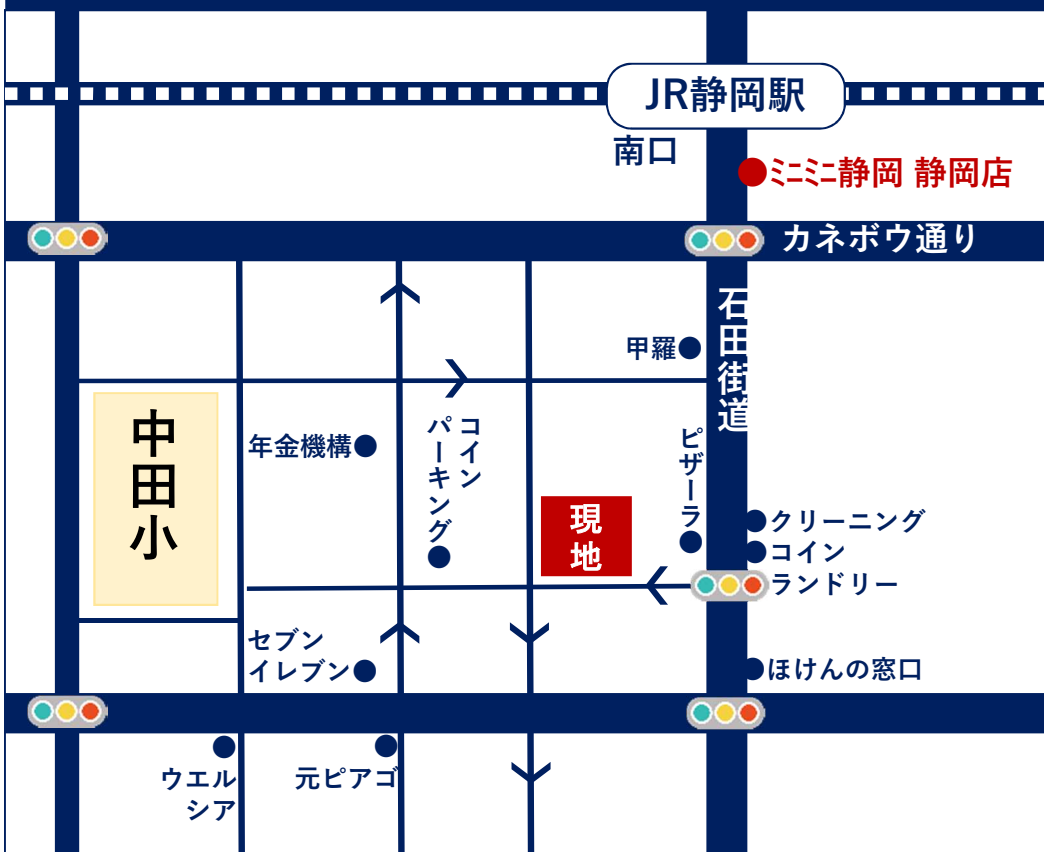 JR静岡駅
南口
ミニミニ静岡 静岡店
カネボウ通り
石田街道
甲羅
中田小
年金機構
コイン
パーキング
ピザーラ
現
地
クリーニング
コイン
ランドリー
セブン
イレブン
ほけんの窓口
ウエル
シア
元ピアゴ